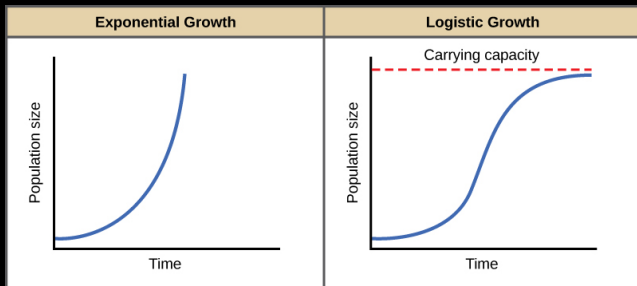 Exponential Growth
Logistic Growth
Population size
Time
Carrying capacity
Population size
Time